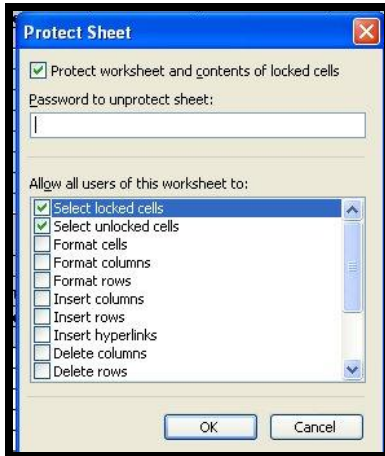 Protect Sheet
Protect worksheet and contents of locked cells
Password to unprotect sheet:
Allow all users of this worksheet to:
Select locked cells
Select unlocked cells
Format cells
Format columns
Format rows
Insert columns
Insert rows
Insert hyperlinks
Delete columns
Delete rows
OK
Cancel